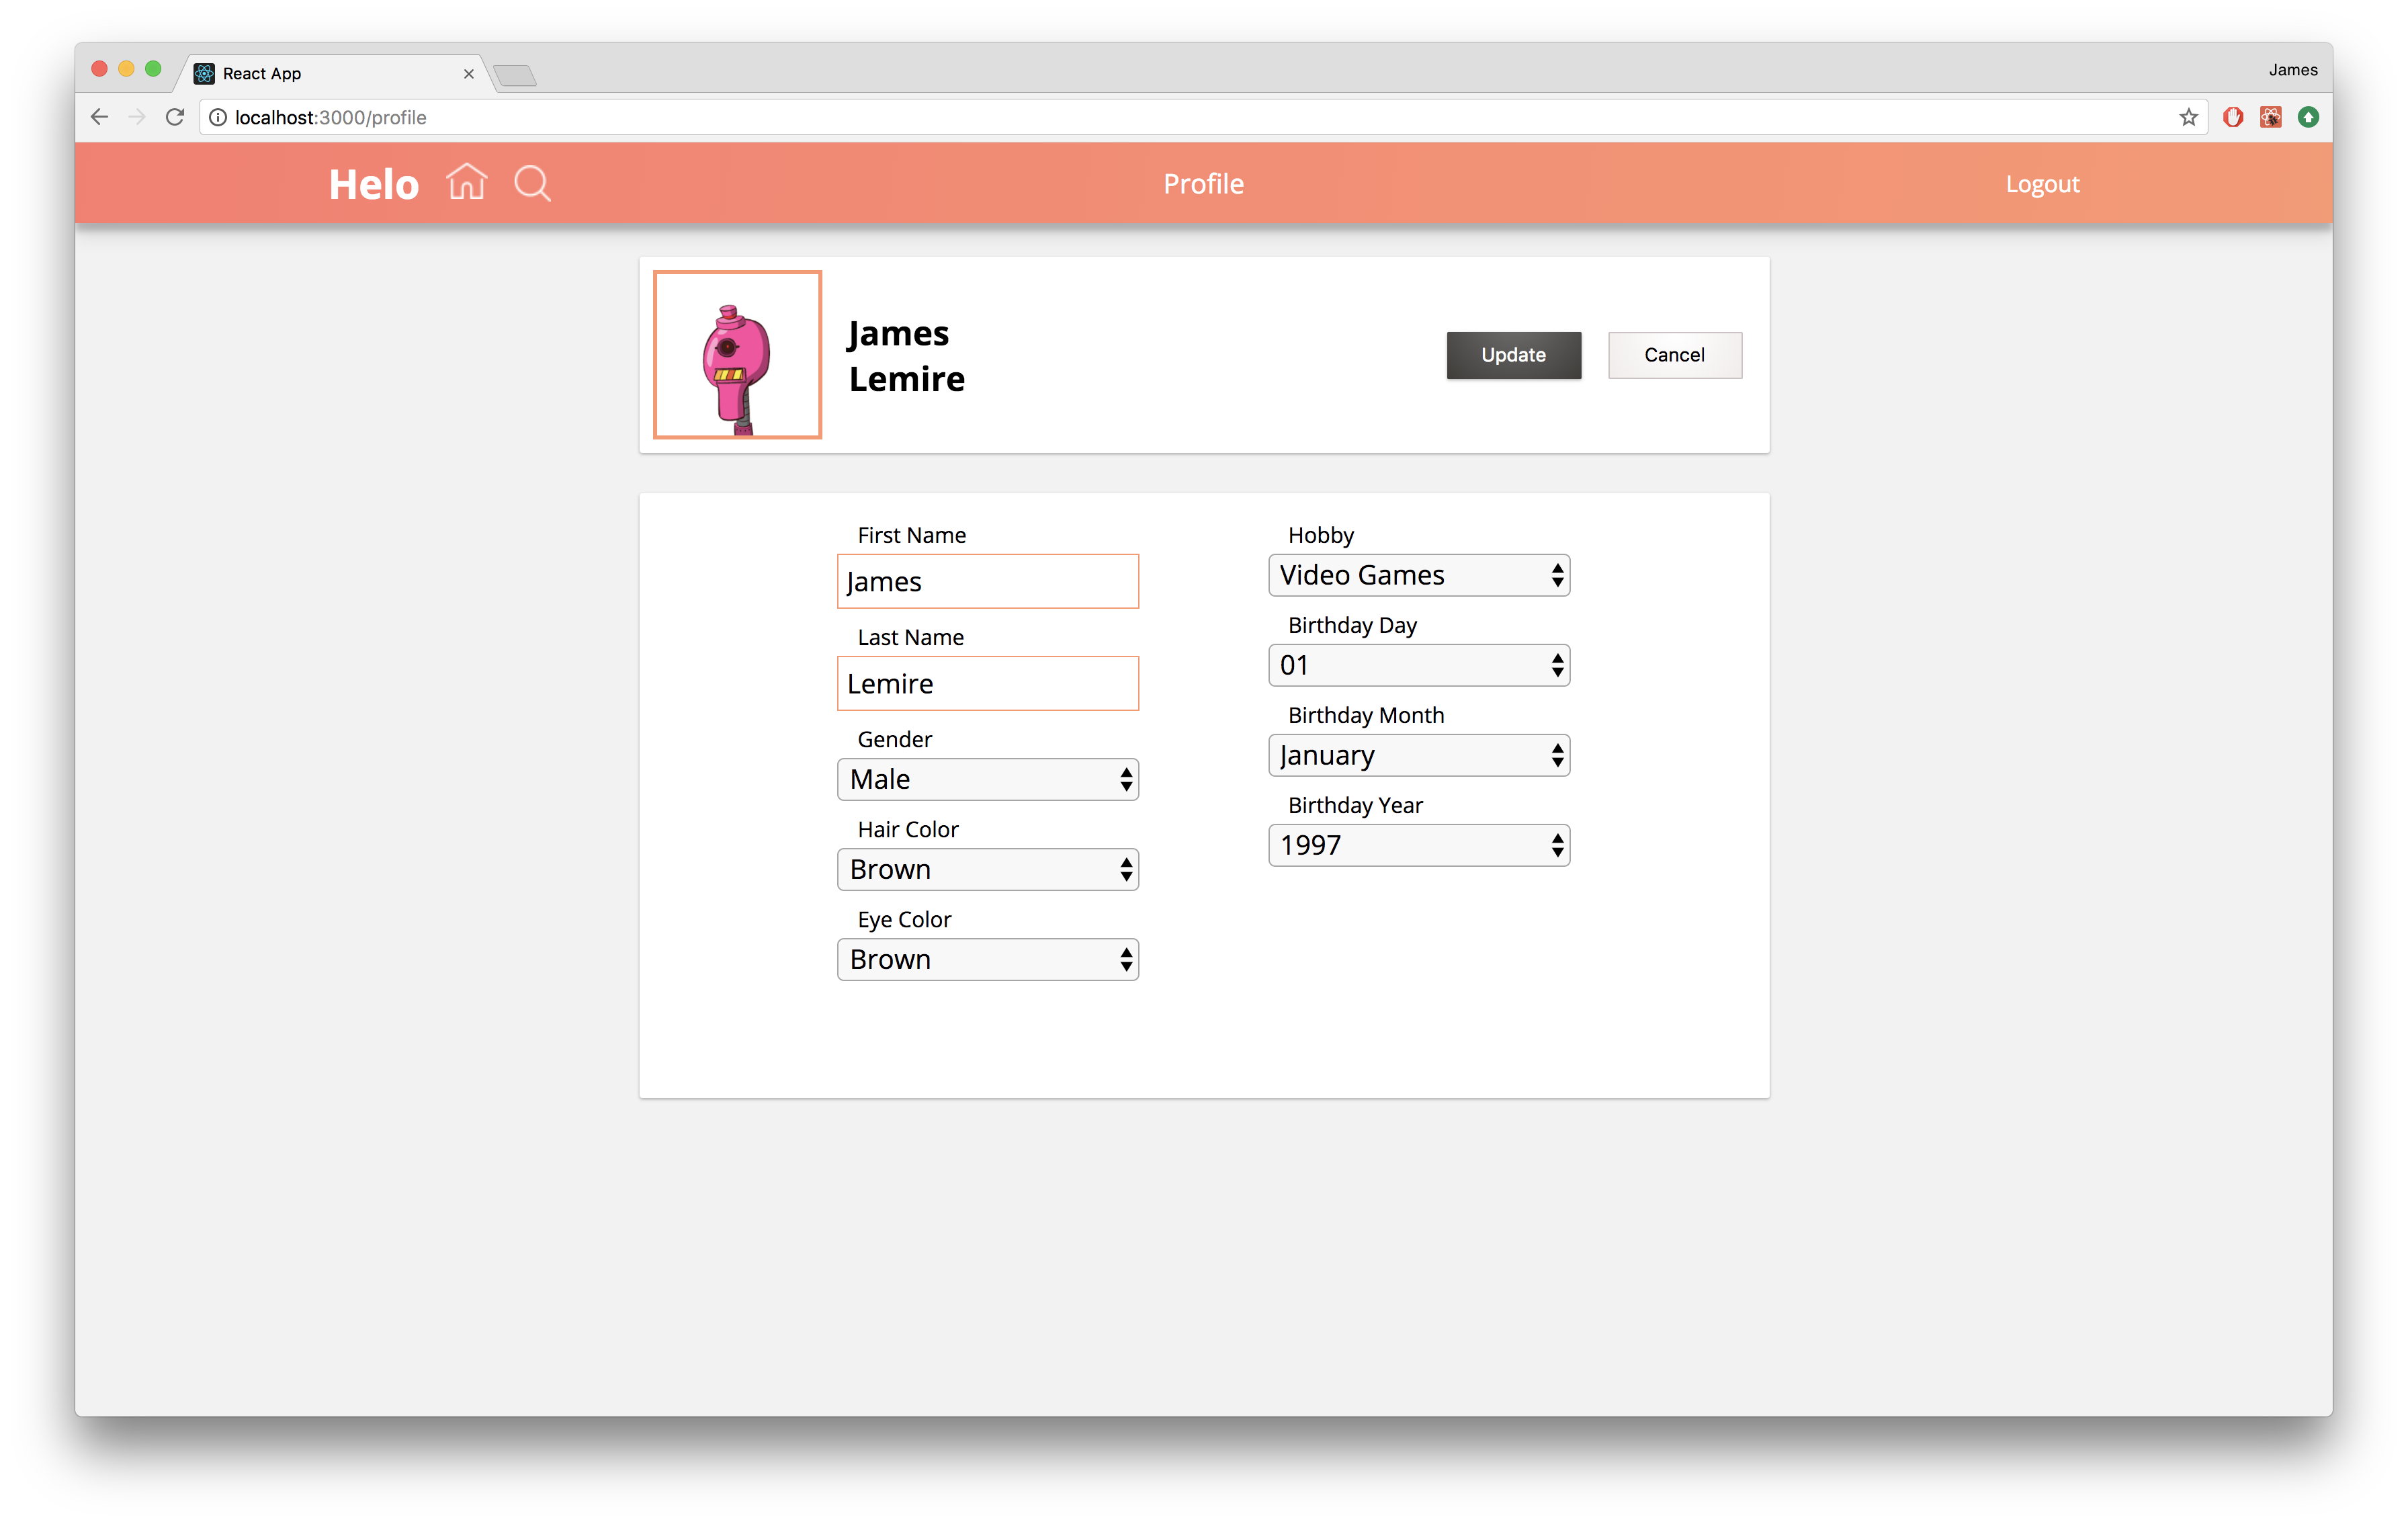 React App
James
localhost:3000/profile
Helo
Profile
Logout
James
Lemire
Update
Cancel
First Name
James
Last Name
Lemire
Gender
Male
Hair Color
Brown
Eye Color
Brown
Hobby
Video Games
Birthday Day
01
Birthday Month
January
Birthday Year
1997